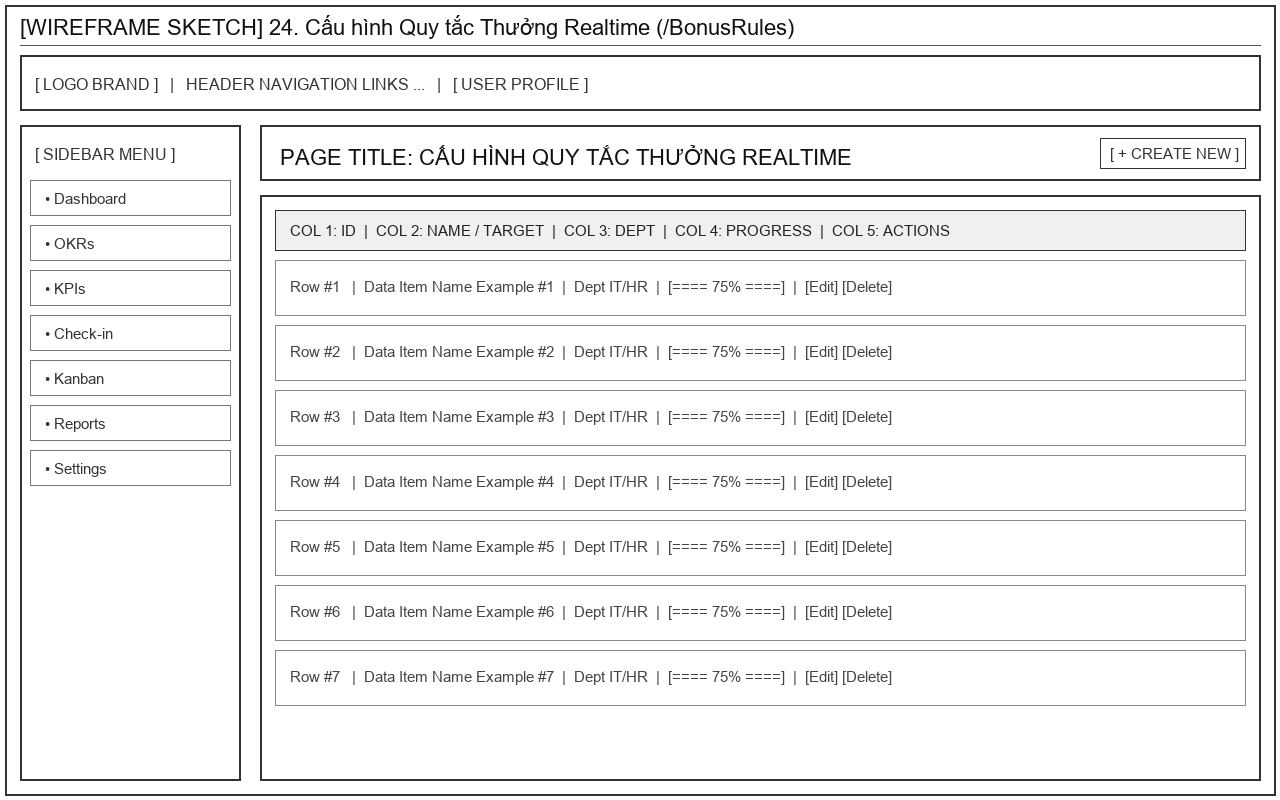 [WIREFRAME SKETCH] 24. Cấu hình Quy tắc Thưởng Realtime (/BonusRules)
[ LOGO BRAND ] | HEADER NAVIGATION LINKS ... | [ USER PROFILE ]
[ SIDEBAR MENU ]
• Dashboard
• OKRs
• KPIs
• Check-in
• Kanban
• Reports
• Settings
PAGE TITLE: CẤU HÌNH QUY TẮC THƯỞNG REALTIME
[ + CREATE NEW ]
COL 1: ID | COL 2: NAME / TARGET | COL 3: DEPT | COL 4: PROGRESS | COL 5: ACTIONS
Row #1 | Data Item Name Example #1 | Dept IT/HR | [==== 75% ====] | [Edit] [Delete]
Row #2 | Data Item Name Example #2 | Dept IT/HR | [==== 75% ====] | [Edit] [Delete]
Row #3 | Data Item Name Example #3 | Dept IT/HR | [==== 75% ====] | [Edit] [Delete]
Row #4 | Data Item Name Example #4 | Dept IT/HR | [==== 75% ====] | [Edit] [Delete]
Row #5 | Data Item Name Example #5 | Dept IT/HR | [==== 75% ====] | [Edit] [Delete]
Row #6 | Data Item Name Example #6 | Dept IT/HR | [==== 75% ====] | [Edit] [Delete]
Row #7 | Data Item Name Example #7 | Dept IT/HR | [==== 75% ====] | [Edit] [Delete]